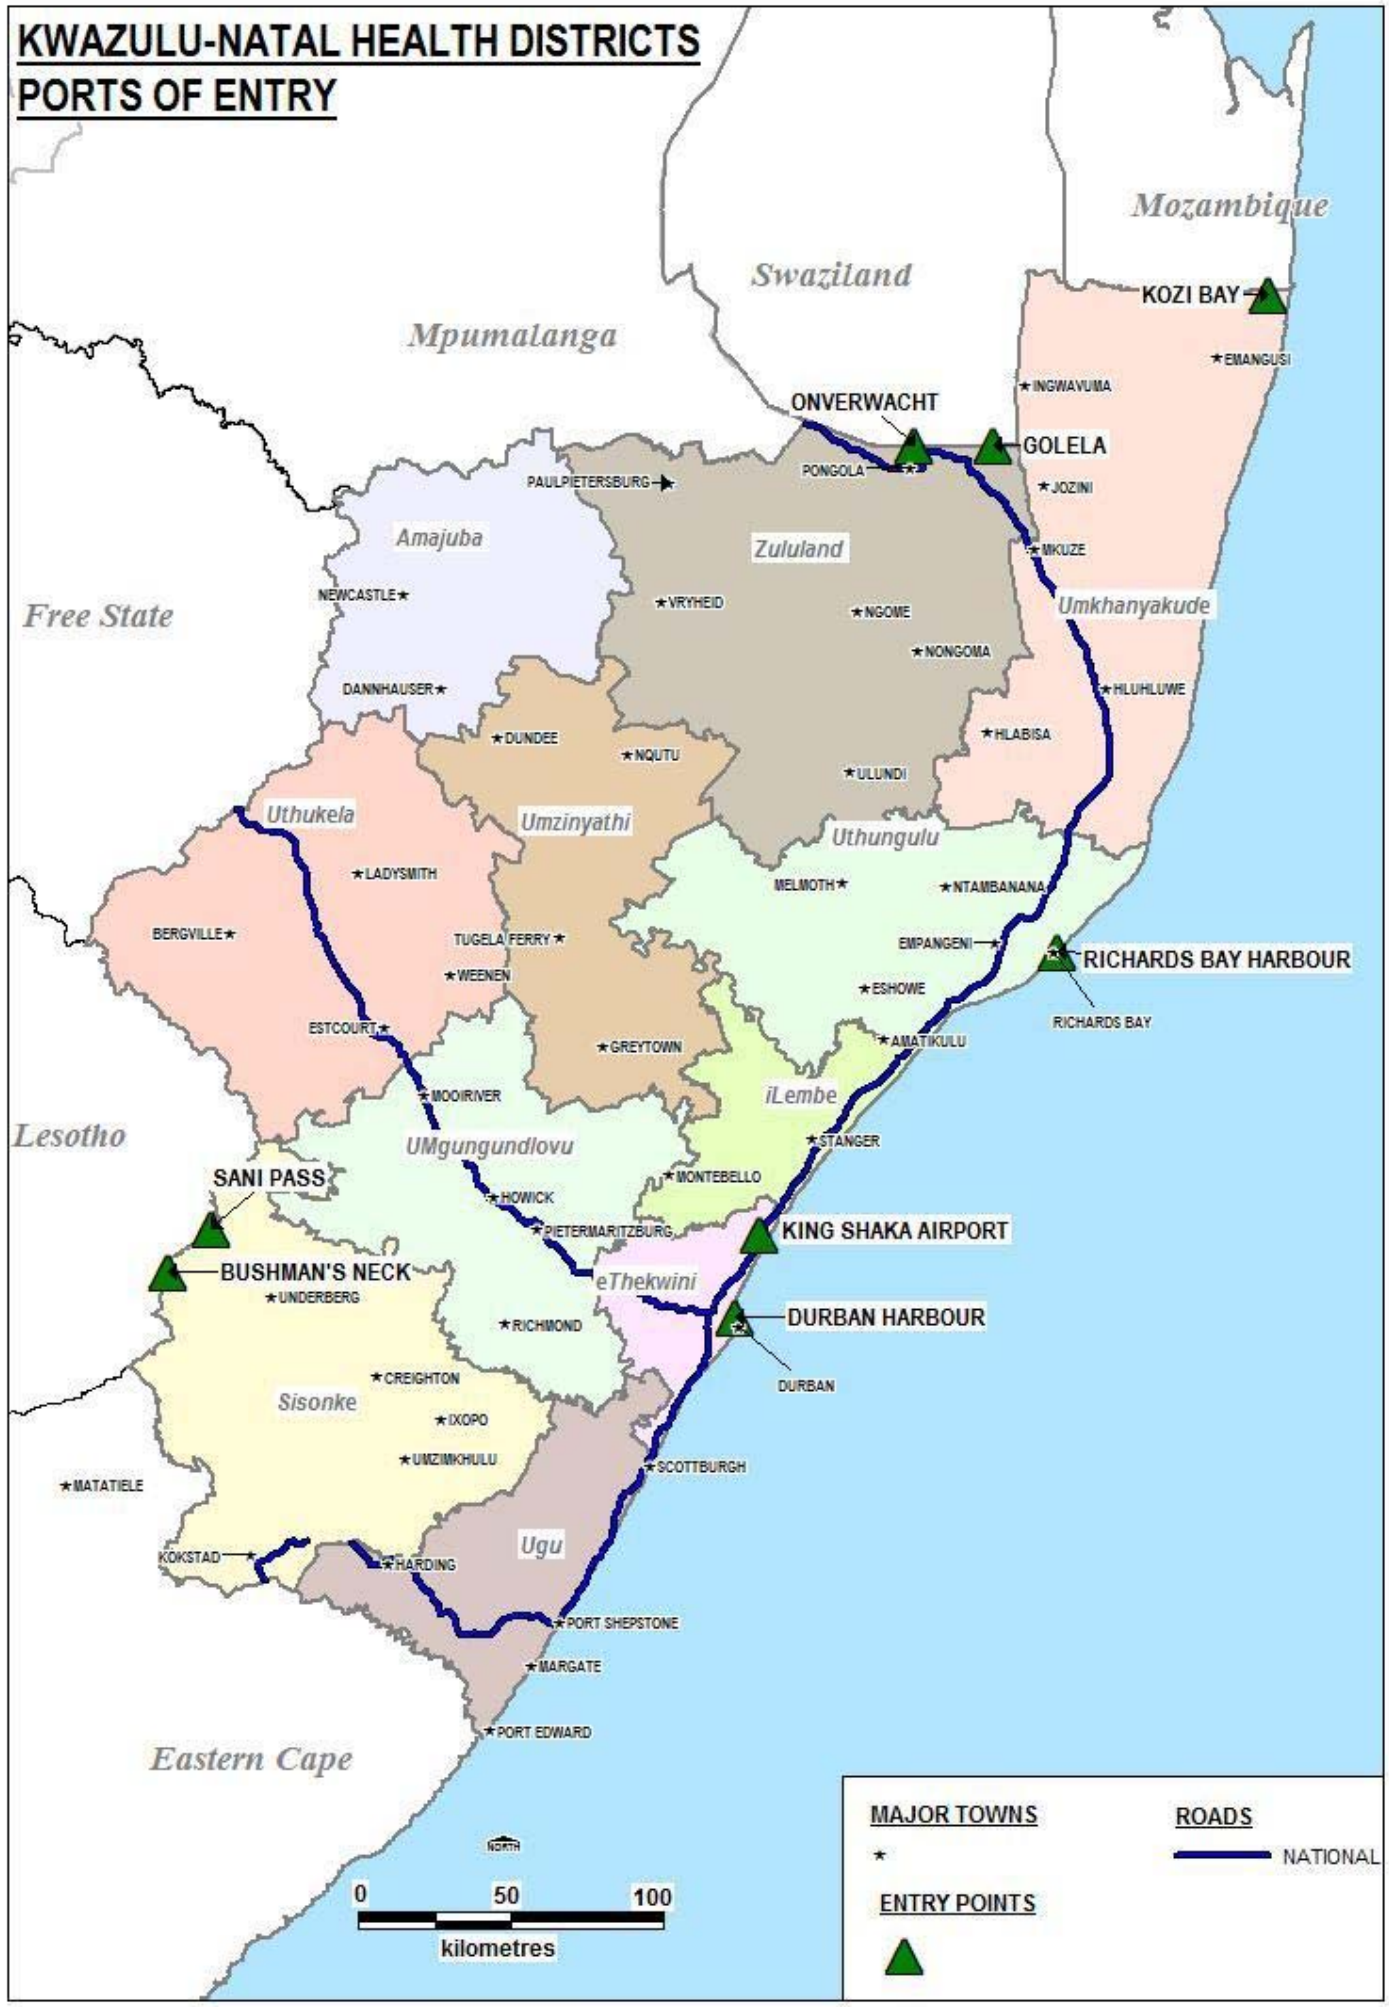 KWAZULU-NATAL HEALTH DISTRICTS
PORTS OF ENTRY
Mozambique
Swaziland
KOZI BAY
Mpumalanga
EMANGUSI
INGWAVUMA
ONVERWACHT
GOLELA
PONGOLA
PAULPIETERSBURG
JOZINI
Amajuba
Zululand
MKUZE
NEWCASTLE
VRYHEID
NGOME
Umkhanyakude
Free State
NONGOMA
DANNHAUSER
HLUHLUWE
DUNDEE
HLABISA
NQUTU
ULUNDI
Uthukela
Umzinyathi
Uthungulu
LADYSMITH
MELMOTH
NTAMBANANA
BERGVILLE
TUGELA FERRY
EMPANGENI
RICHARDS BAY HARBOUR
WEENEN
ESHOWE
RICHARDS BAY
ESTCOURT
AMATIKULU
GREYTOWN
MOOIRIVER
iLembe
Lesotho
UMgungundlovu
STANGER
SANI PASS
MONTEBELLO
HOWICK
PIETERMARITZBURG
KING SHAKA AIRPORT
BUSHMAN'S NECK
eThekwini
UNDERBERG
RICHMOND
DURBAN HARBOUR
CREIGHTON
DURBAN
Sisonke
IXOPO
UMZIMKHULU
SCOTTBURGH
MATATIELE
Ugu
KOKSTAD
HARDING
PORT SHEPSTONE
MARGATE
PORT EDWARD
Eastern Cape
MAJOR TOWNS
ROADS
NATIONAL
ENTRY POINTS
NORTH
0 50 100
kilometres